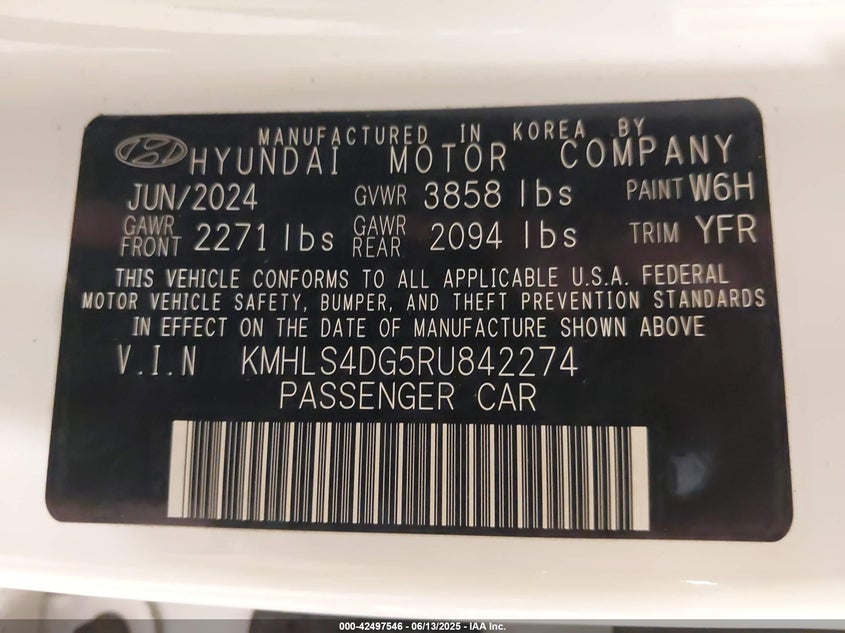 MANUFACTURED IN KOREA BY
HYUNDAI MOTOR COMPANY
JUN/2024 GVWR 3858 lbs PAINT W6H
GAWR FRONT 2271 lbs GAWR REAR 2094 lbs TRIM YFR
THIS VEHICLE CONFORMS TO ALL APPLICABLE U.S.A. FEDERAL
MOTOR VEHICLE SAFETY, BUMPER, AND THEFT PREVENTION STANDARDS
IN EFFECT ON THE DATE OF MANUFACTURE SHOWN ABOVE
V.I.N KMHLS4DG5RU842274
PASSENGER CAR
000-42497546 - 06/13/2025 - IAA Inc.